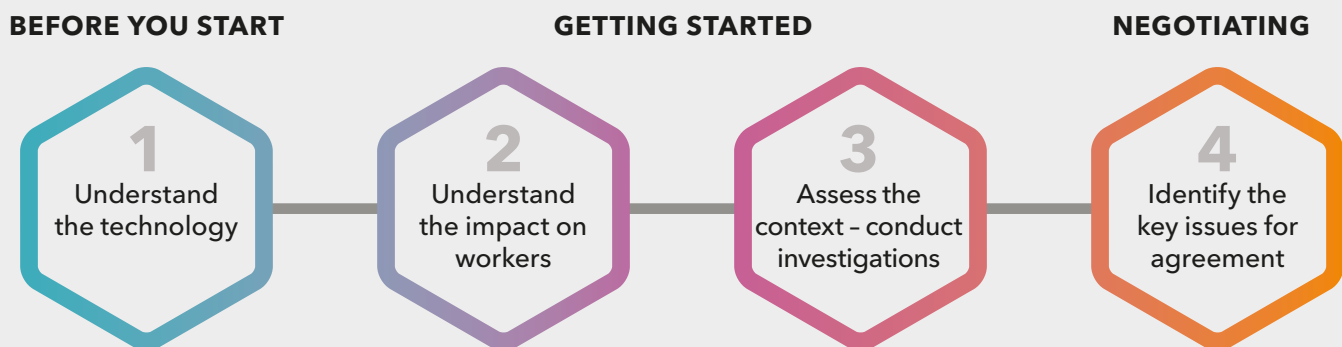 BEFORE YOU START
GETTING STARTED
NEGOTIATING
1
Understand
the technology
2
Understand
the impact on
workers
3
Assess the
context – conduct
investigations
4
Identify the
key issues for
agreement